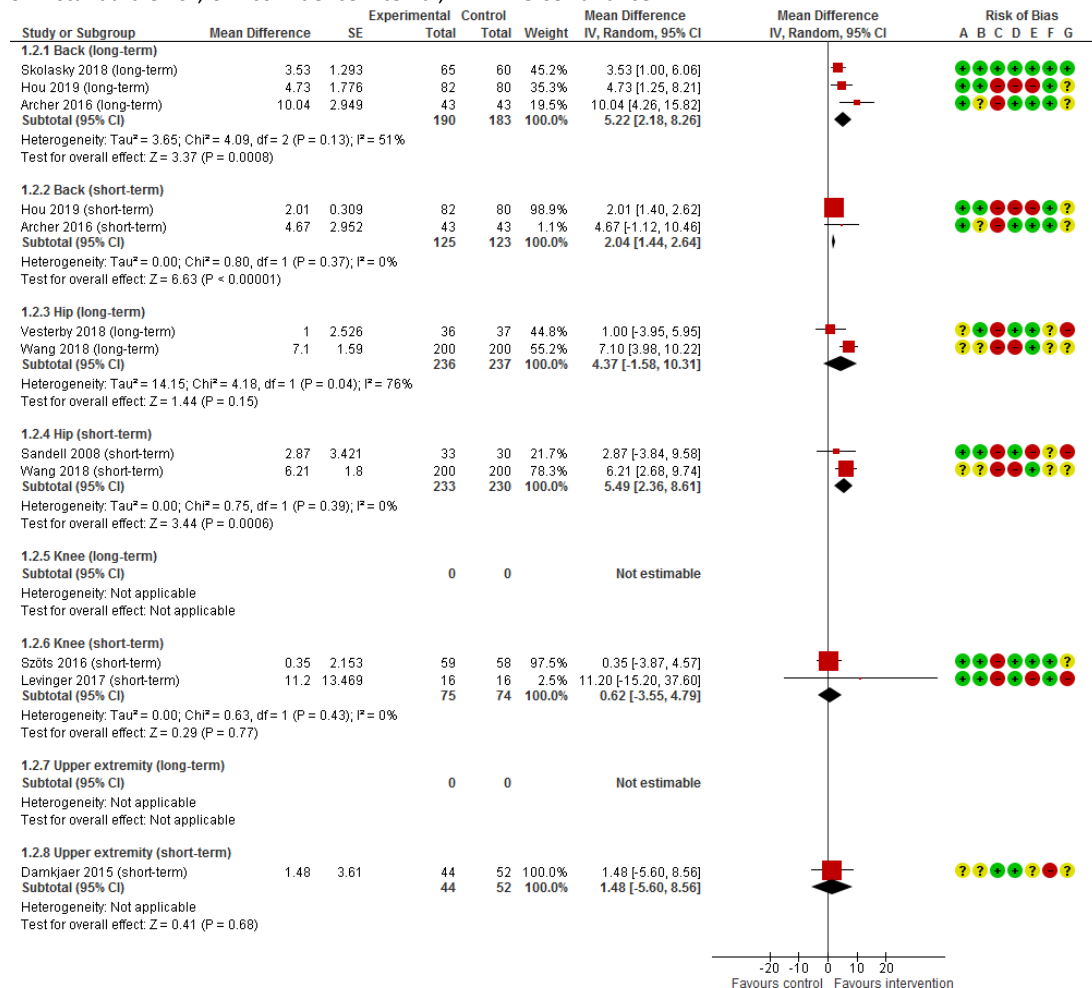 Experimental Control Mean Difference Mean Difference Risk of Bias
Study or Subgroup Mean Difference SE Total Total Weight IV, Random, 95% CI IV, Random, 95% CI A B C D E F G
1.2.1 Back (long-term)
Skolasky 2018 (long-term) 3.53 1.293 65 60 45.2% 3.53 [1.00, 6.06] + + + + + + +
Hou 2019 (long-term) 4.73 1.776 82 80 35.3% 4.73 [1.25, 8.21] + + - - - + ?
Archer 2016 (long-term) 10.04 2.949 43 43 19.5% 10.04 [4.26, 15.82] + ? - + + + ?
Subtotal (95% CI) 190 183 100.0% 5.22 [2.18, 8.26]
Heterogeneity: Tau² = 3.65; Chi² = 4.09, df = 2 (P = 0.13); I² = 51%
Test for overall effect: Z = 3.37 (P = 0.0008)
1.2.2 Back (short-term)
Hou 2019 (short-term) 2.01 0.309 82 80 98.9% 2.01 [1.40, 2.62] + + - - - + ?
Archer 2016 (short-term) 4.67 2.952 43 43 1.1% 4.67 [-1.12, 10.46] + ? - + + + ?
Subtotal (95% CI) 125 123 100.0% 2.04 [1.44, 2.64]
Heterogeneity: Tau² = 0.00; Chi² = 0.80, df = 1 (P = 0.37); I² = 0%
Test for overall effect: Z = 6.63 (P < 0.00001)
1.2.3 Hip (long-term)
Vesterby 2018 (long-term) 1 2.526 36 37 44.8% 1.00 [-3.95, 5.95] ? + - + + ? -
Wang 2018 (long-term) 7.1 1.59 200 200 55.2% 7.10 [3.98, 10.22] ? ? - - + ? ?
Subtotal (95% CI) 236 237 100.0% 4.37 [-1.58, 10.31]
Heterogeneity: Tau² = 14.15; Chi² = 4.18, df = 1 (P = 0.04); I² = 76%
Test for overall effect: Z = 1.44 (P = 0.15)
1.2.4 Hip (short-term)
Sandell 2008 (short-term) 2.87 3.421 33 30 21.7% 2.87 [-3.84, 9.58] + + - + - ? -
Wang 2018 (short-term) 6.21 1.8 200 200 78.3% 6.21 [2.68, 9.74] ? ? - - + ? ?
Subtotal (95% CI) 233 230 100.0% 5.49 [2.36, 8.61]
Heterogeneity: Tau² = 0.00; Chi² = 0.75, df = 1 (P = 0.39); I² = 0%
Test for overall effect: Z = 3.44 (P = 0.0006)
1.2.5 Knee (long-term)
Subtotal (95% CI) 0 0 Not estimable
Heterogeneity: Not applicable
Test for overall effect: Not applicable
1.2.6 Knee (short-term)
Szöts 2016 (short-term) 0.35 2.153 59 58 97.5% 0.35 [-3.87, 4.57] + + - + + + ?
Levinger 2017 (short-term) 11.2 13.469 16 16 2.5% 11.20 [-15.20, 37.60] + + - + - + -
Subtotal (95% CI) 75 74 100.0% 0.62 [-3.55, 4.79]
Heterogeneity: Tau² = 0.00; Chi² = 0.63, df = 1 (P = 0.43); I² = 0%
Test for overall effect: Z = 0.29 (P = 0.77)
1.2.7 Upper extremity (long-term)
Subtotal (95% CI) 0 0 Not estimable
Heterogeneity: Not applicable
Test for overall effect: Not applicable
1.2.8 Upper extremity (short-term)
Damkjaer 2015 (short-term) 1.48 3.61 44 52 100.0% 1.48 [-5.60, 8.56] ? ? + + ? - ?
Subtotal (95% CI) 44 52 100.0% 1.48 [-5.60, 8.56]
Heterogeneity: Not applicable
Test for overall effect: Z = 0.41 (P = 0.68)
-20 -10 0 10 20
Favours control Favours intervention